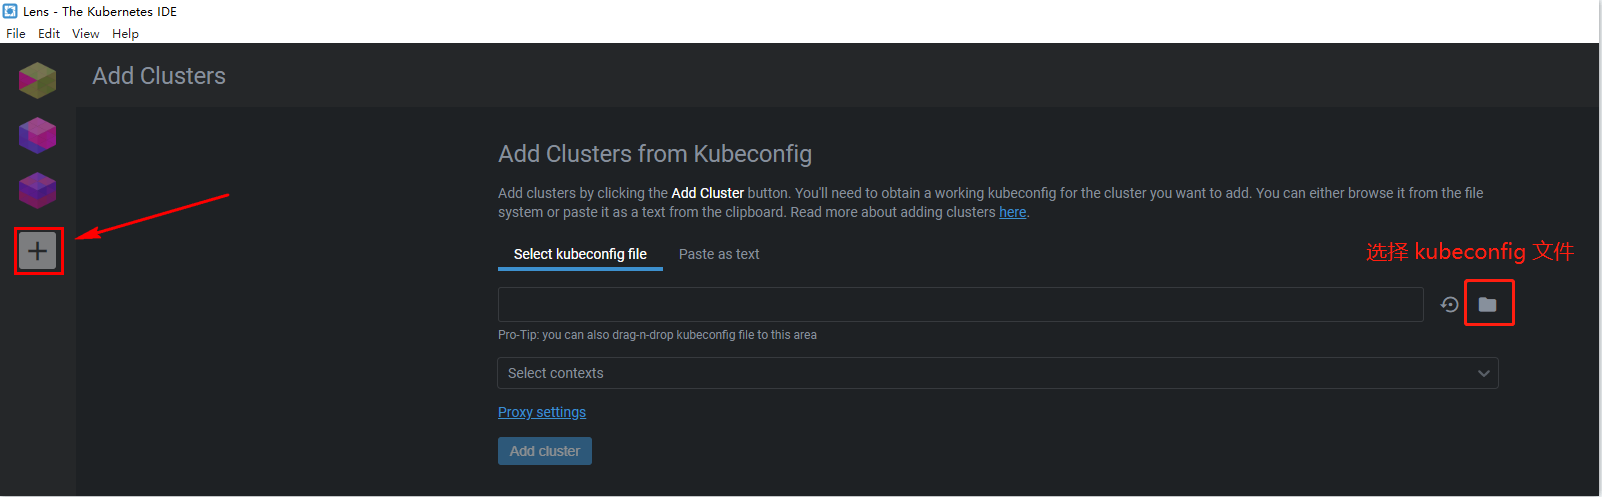 Lens - The Kubernetes IDE
File Edit View Help
Add Clusters
Add Clusters from Kubeconfig
Add clusters by clicking the Add Cluster button. You'll need to obtain a working kubeconfig for the cluster you want to add. You can either browse it from the file
system or paste it as a text from the clipboard. Read more about adding clusters here.
Select kubeconfig file Paste as text
选择 kubeconfig 文件
Pro-Tip: you can also drag-n-drop kubeconfig file to this area
Select contexts
Proxy settings
Add cluster